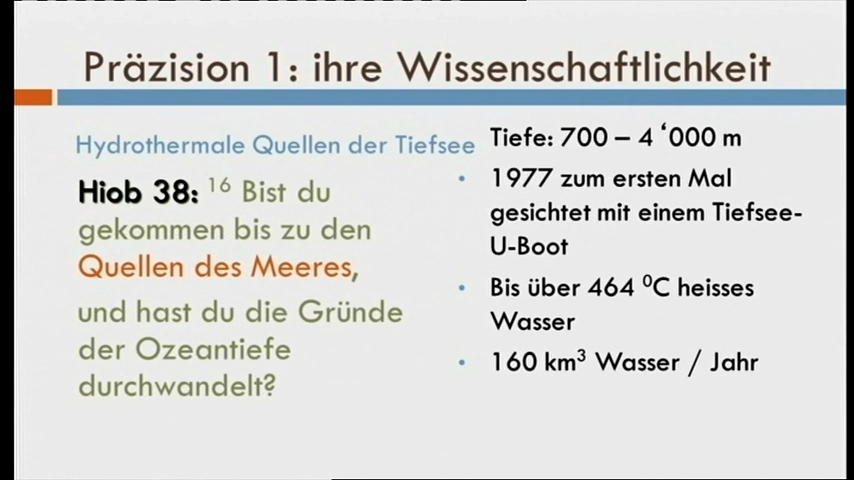 Präzision 1: ihre Wissenschaftlichkeit
Hydrothermale Quellen der Tiefsee
Hiob 38: 16 Bist du
gekommen bis zu den
Quellen des Meeres,
und hast du die Gründe
der Ozeantiefe
durchwandelt?
Tiefe: 700 – 4 ‘000 m
• 1977 zum ersten Mal
gesichtet mit einem Tiefsee-
U-Boot
• Bis über 464 ⁰C heisses
Wasser
• 160 km³ Wasser / Jahr